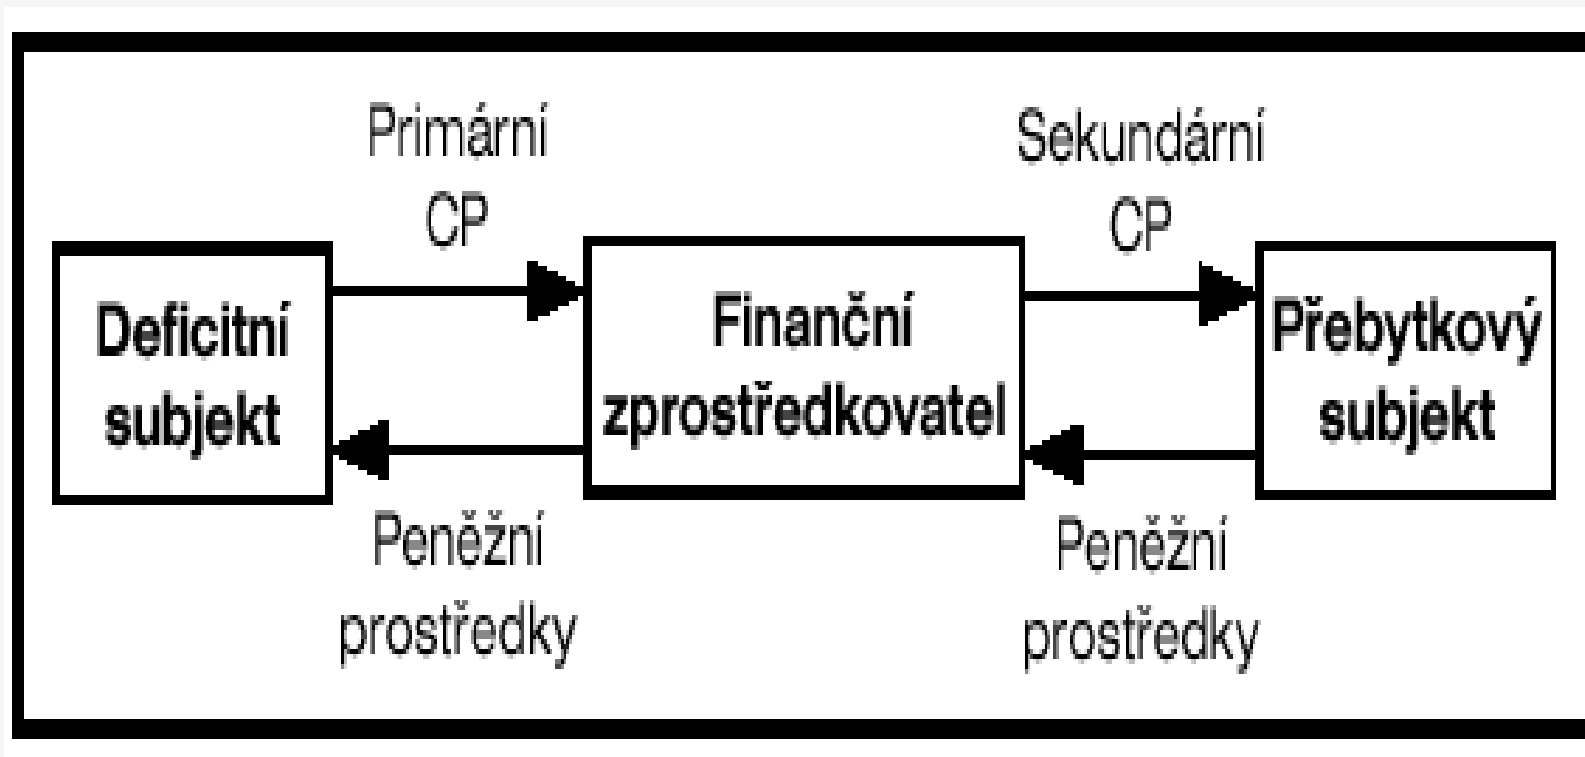 Primární
CP
Sekundární
CP
Deficitní
subjekt
Finanční
zprostředkovatel
Přebytkový
subjekt
Peněžní
prostředky
Peněžní
prostředky